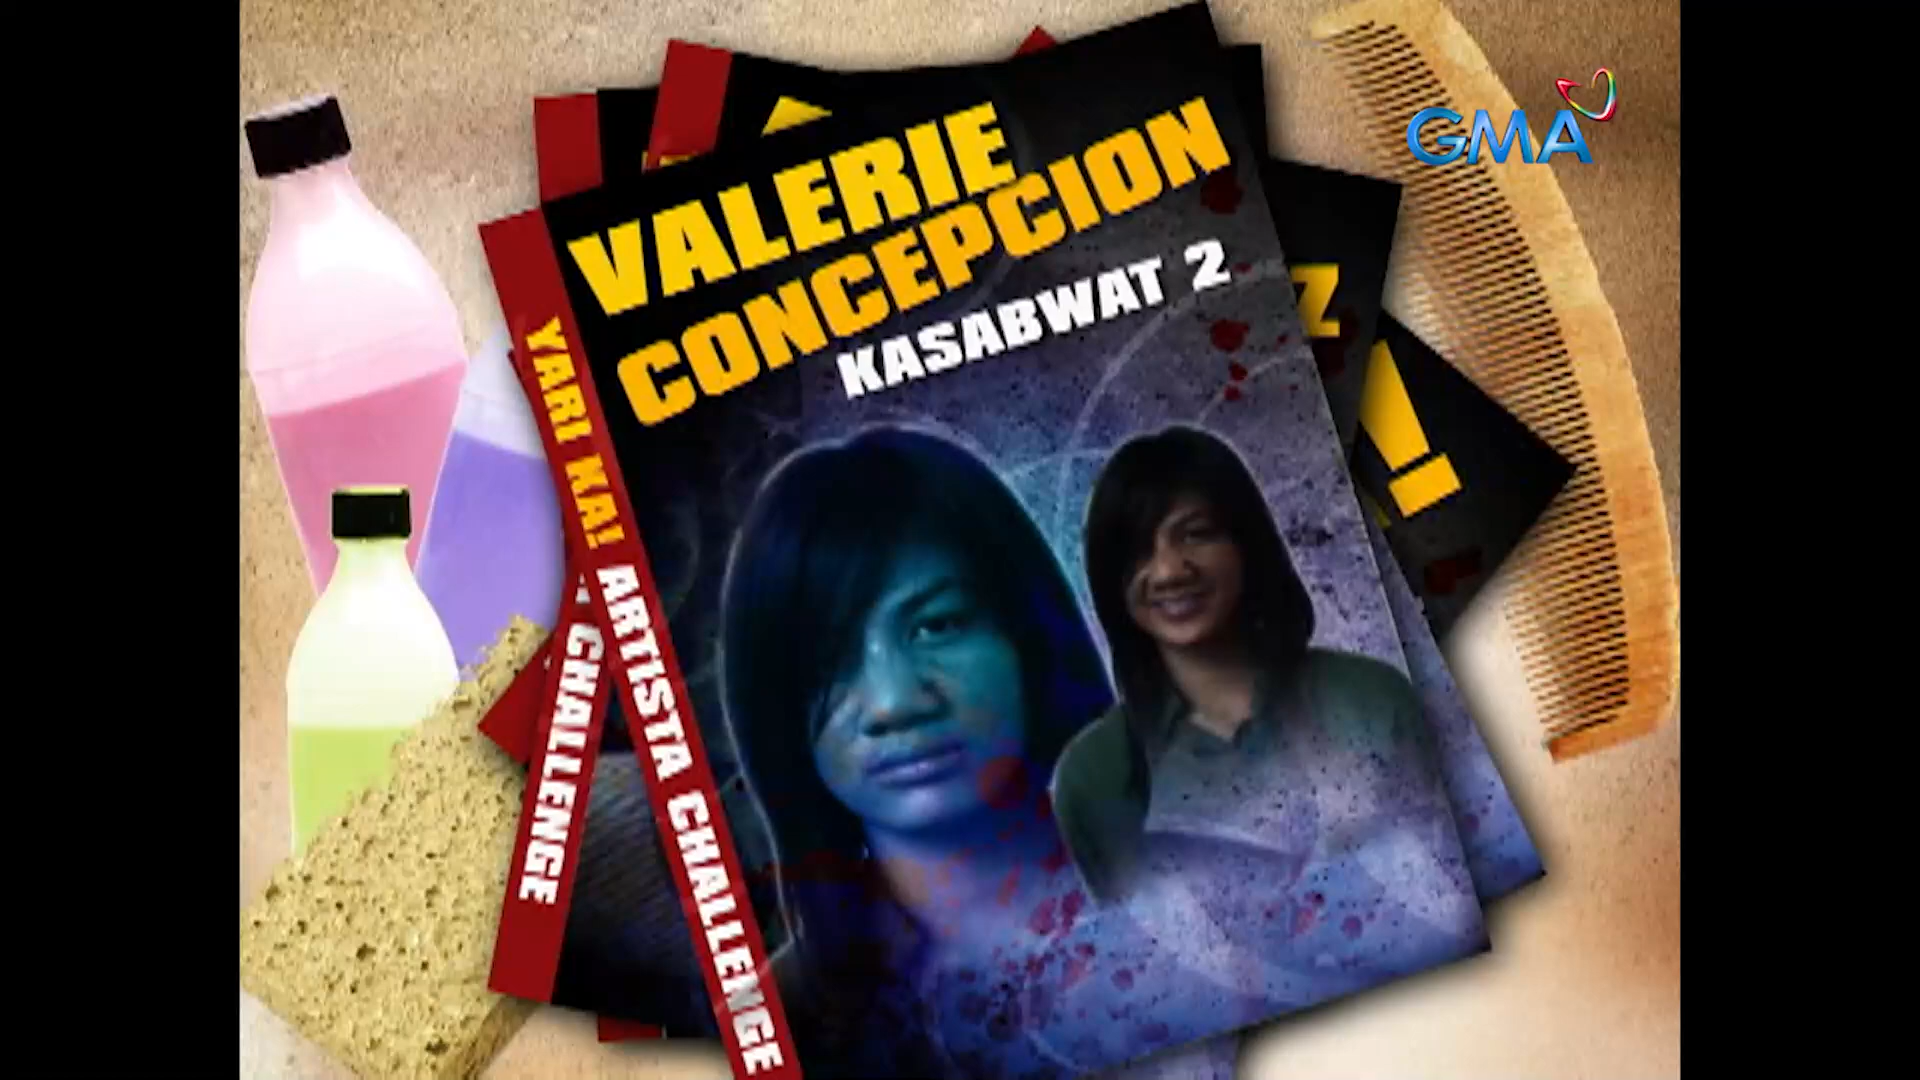 GMA
VALERIE
CONCEPCION
KASABWAT 2
YARI KA! ARTISTA CHALLENGE
CHALLENGE
Z
!